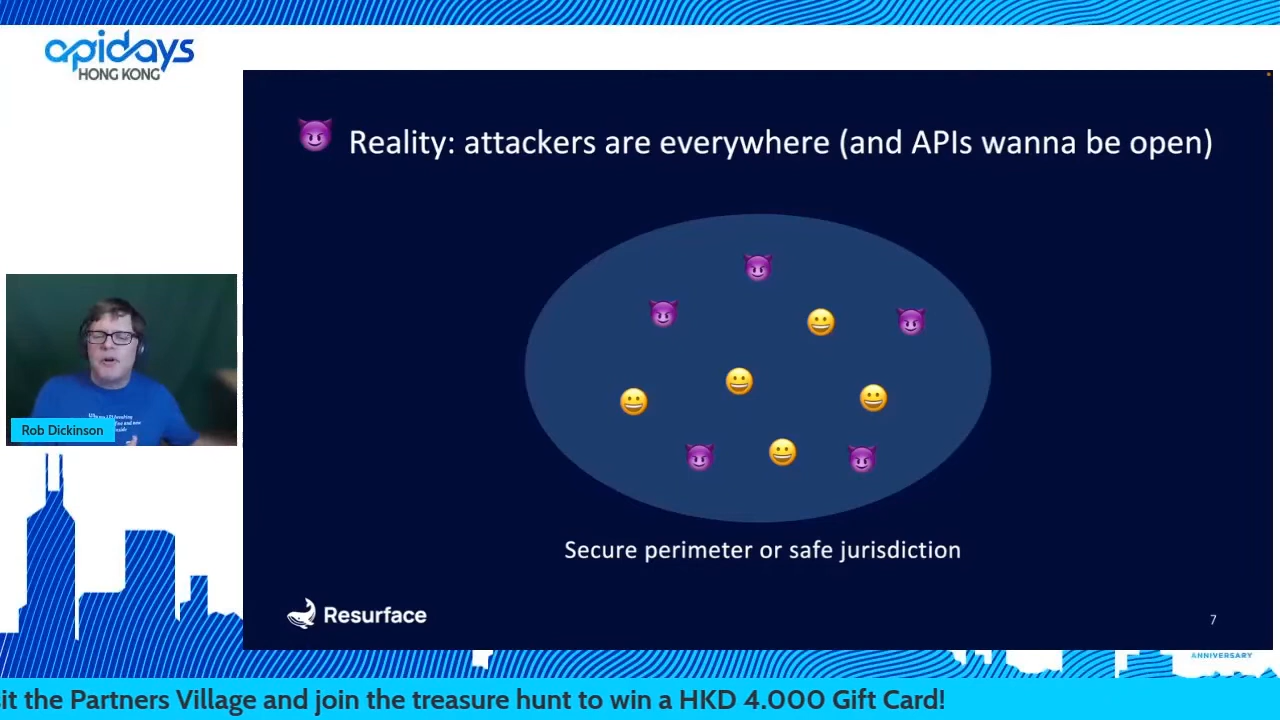 apidays
HONG KONG
Reality: attackers are everywhere (and APIs wanna be open)
Rob Dickinson
Secure perimeter or safe jurisdiction
Resurface
7
ANNIVERSARY
it the Partners Village and join the treasure hunt to win a HKD 4.000 Gift Card!